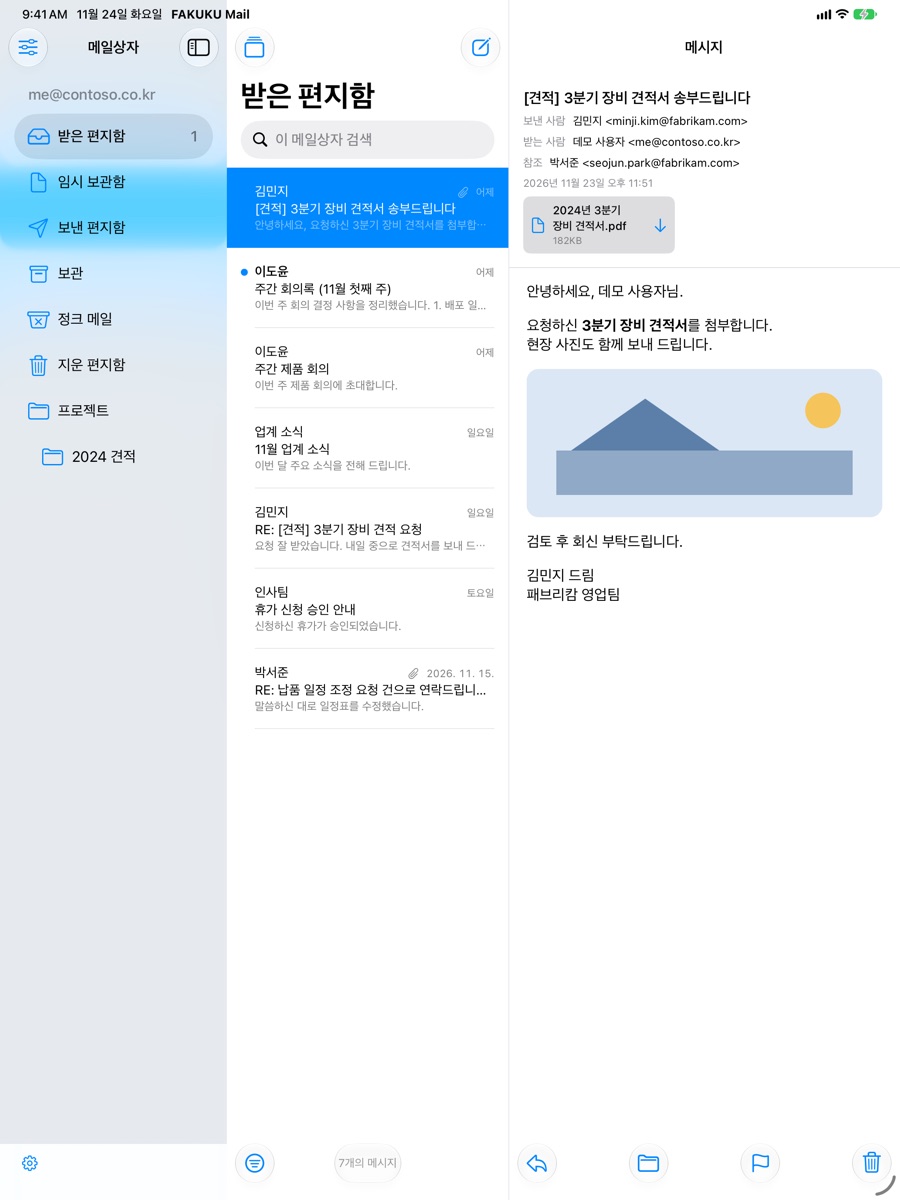 9:41 AM 11월 24일 화요일 FAKUKU Mail
메일상자
me@contoso.co.kr
받은 편지함 1
임시 보관함
보낸 편지함
보관
정크 메일
지운 편지함
프로젝트
2024 견적
받은 편지함
이 메일상자 검색
김민지 어제
[견적] 3분기 장비 견적서 송부드립니다
안녕하세요, 요청하신 3분기 장비 견적서를 첨부합…
이도윤 어제
주간 회의록 (11월 첫째 주)
이번 주 회의 결정 사항을 정리했습니다. 1. 배포 일…
이도윤 어제
주간 제품 회의
이번 주 제품 회의에 초대합니다.
업계 소식 일요일
11월 업계 소식
이번 달 주요 소식을 전해 드립니다.
김민지 일요일
RE: [견적] 3분기 장비 견적 요청
요청 잘 받았습니다. 내일 중으로 견적서를 보내 드…
인사팀 토요일
휴가 신청 승인 안내
신청하신 휴가가 승인되었습니다.
박서준 2026. 11. 15.
RE: 납품 일정 조정 요청 건으로 연락드립니…
말씀하신 대로 일정표를 수정했습니다.
7개의 메시지
메시지
[견적] 3분기 장비 견적서 송부드립니다
보낸 사람 김민지 <minji.kim@fabrikam.com>
받는 사람 데모 사용자 <me@contoso.co.kr>
참조 박서준 <seojun.park@fabrikam.com>
2026년 11월 23일 오후 11:51
2024년 3분기
장비 견적서.pdf
182KB
안녕하세요, 데모 사용자님.
요청하신 3분기 장비 견적서를 첨부합니다.
현장 사진도 함께 보내 드립니다.
검토 후 회신 부탁드립니다.
김민지 드림
패브리캄 영업팀